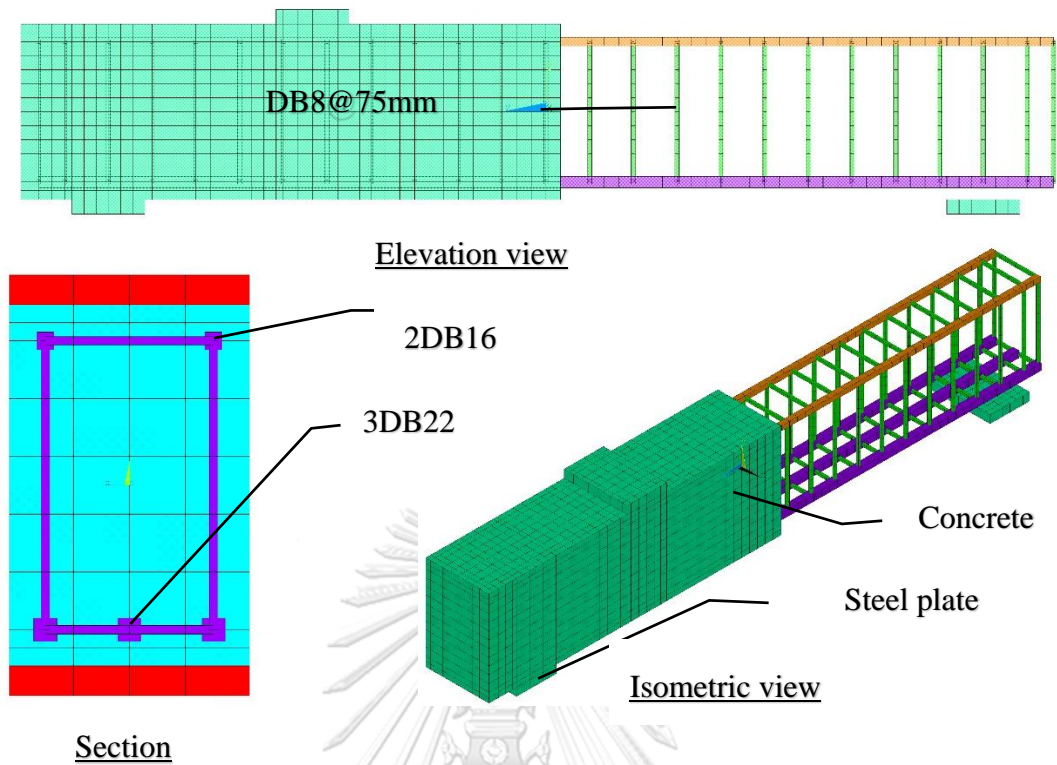 DB8@75mm
Elevation view
2DB16
3DB22
Concrete
Steel plate
Isometric view
Section